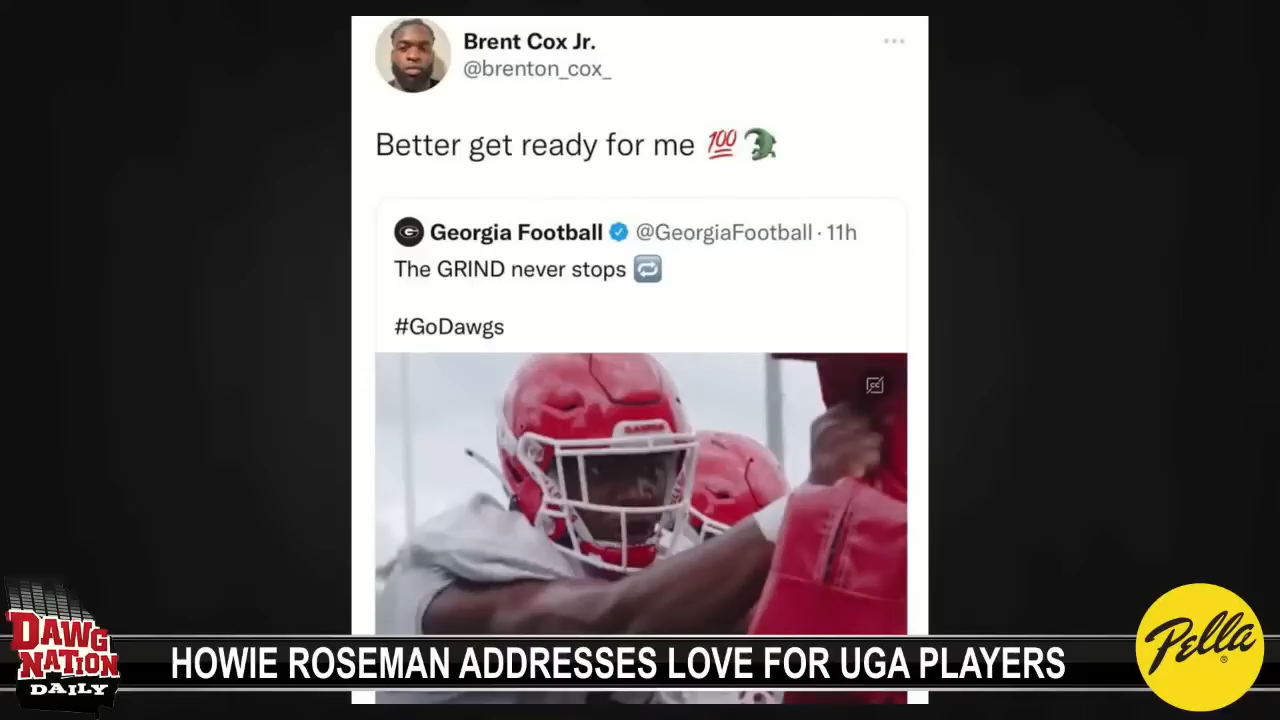 Brent Cox Jr.
@brenton_cox_
Better get ready for me 💯🐊
Georgia Football @GeorgiaFootball · 11h
The GRIND never stops 🔁
#GoDawgs
CC
DAWG
NATION
DAILY
HOWIE ROSEMAN ADDRESSES LOVE FOR UGA PLAYERS
Pella®